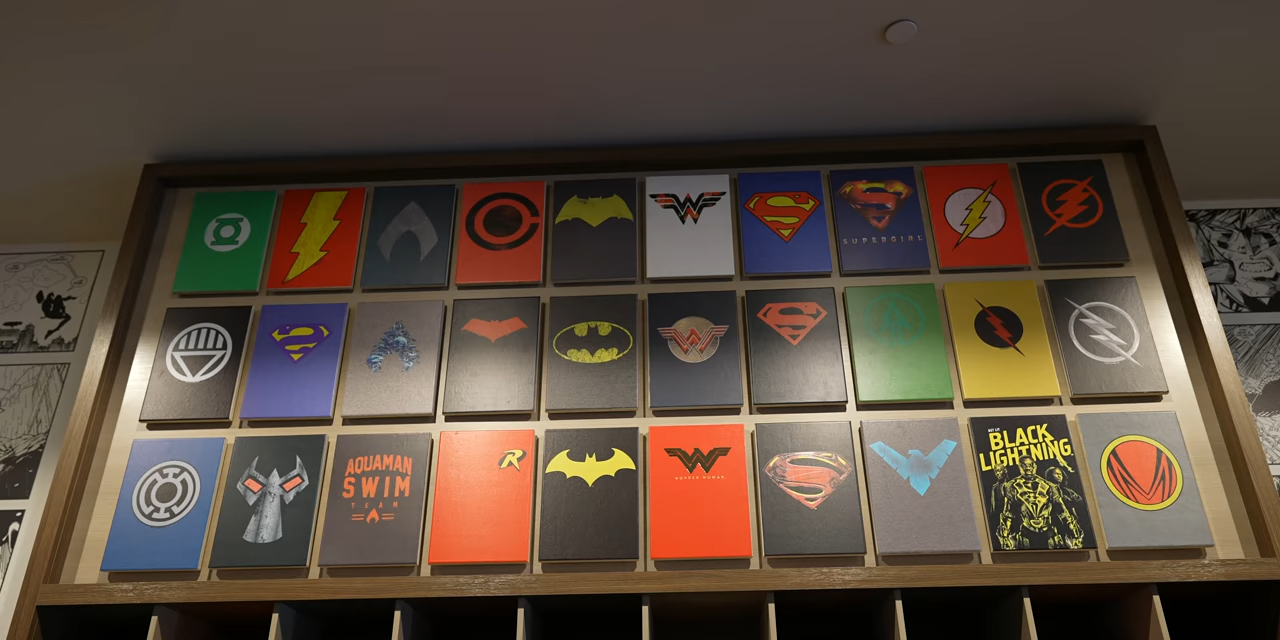 SUPERGIRL
AQUAMAN
SWIM
TEAM
R
WONDER WOMAN
BLACK
LIGHTNING